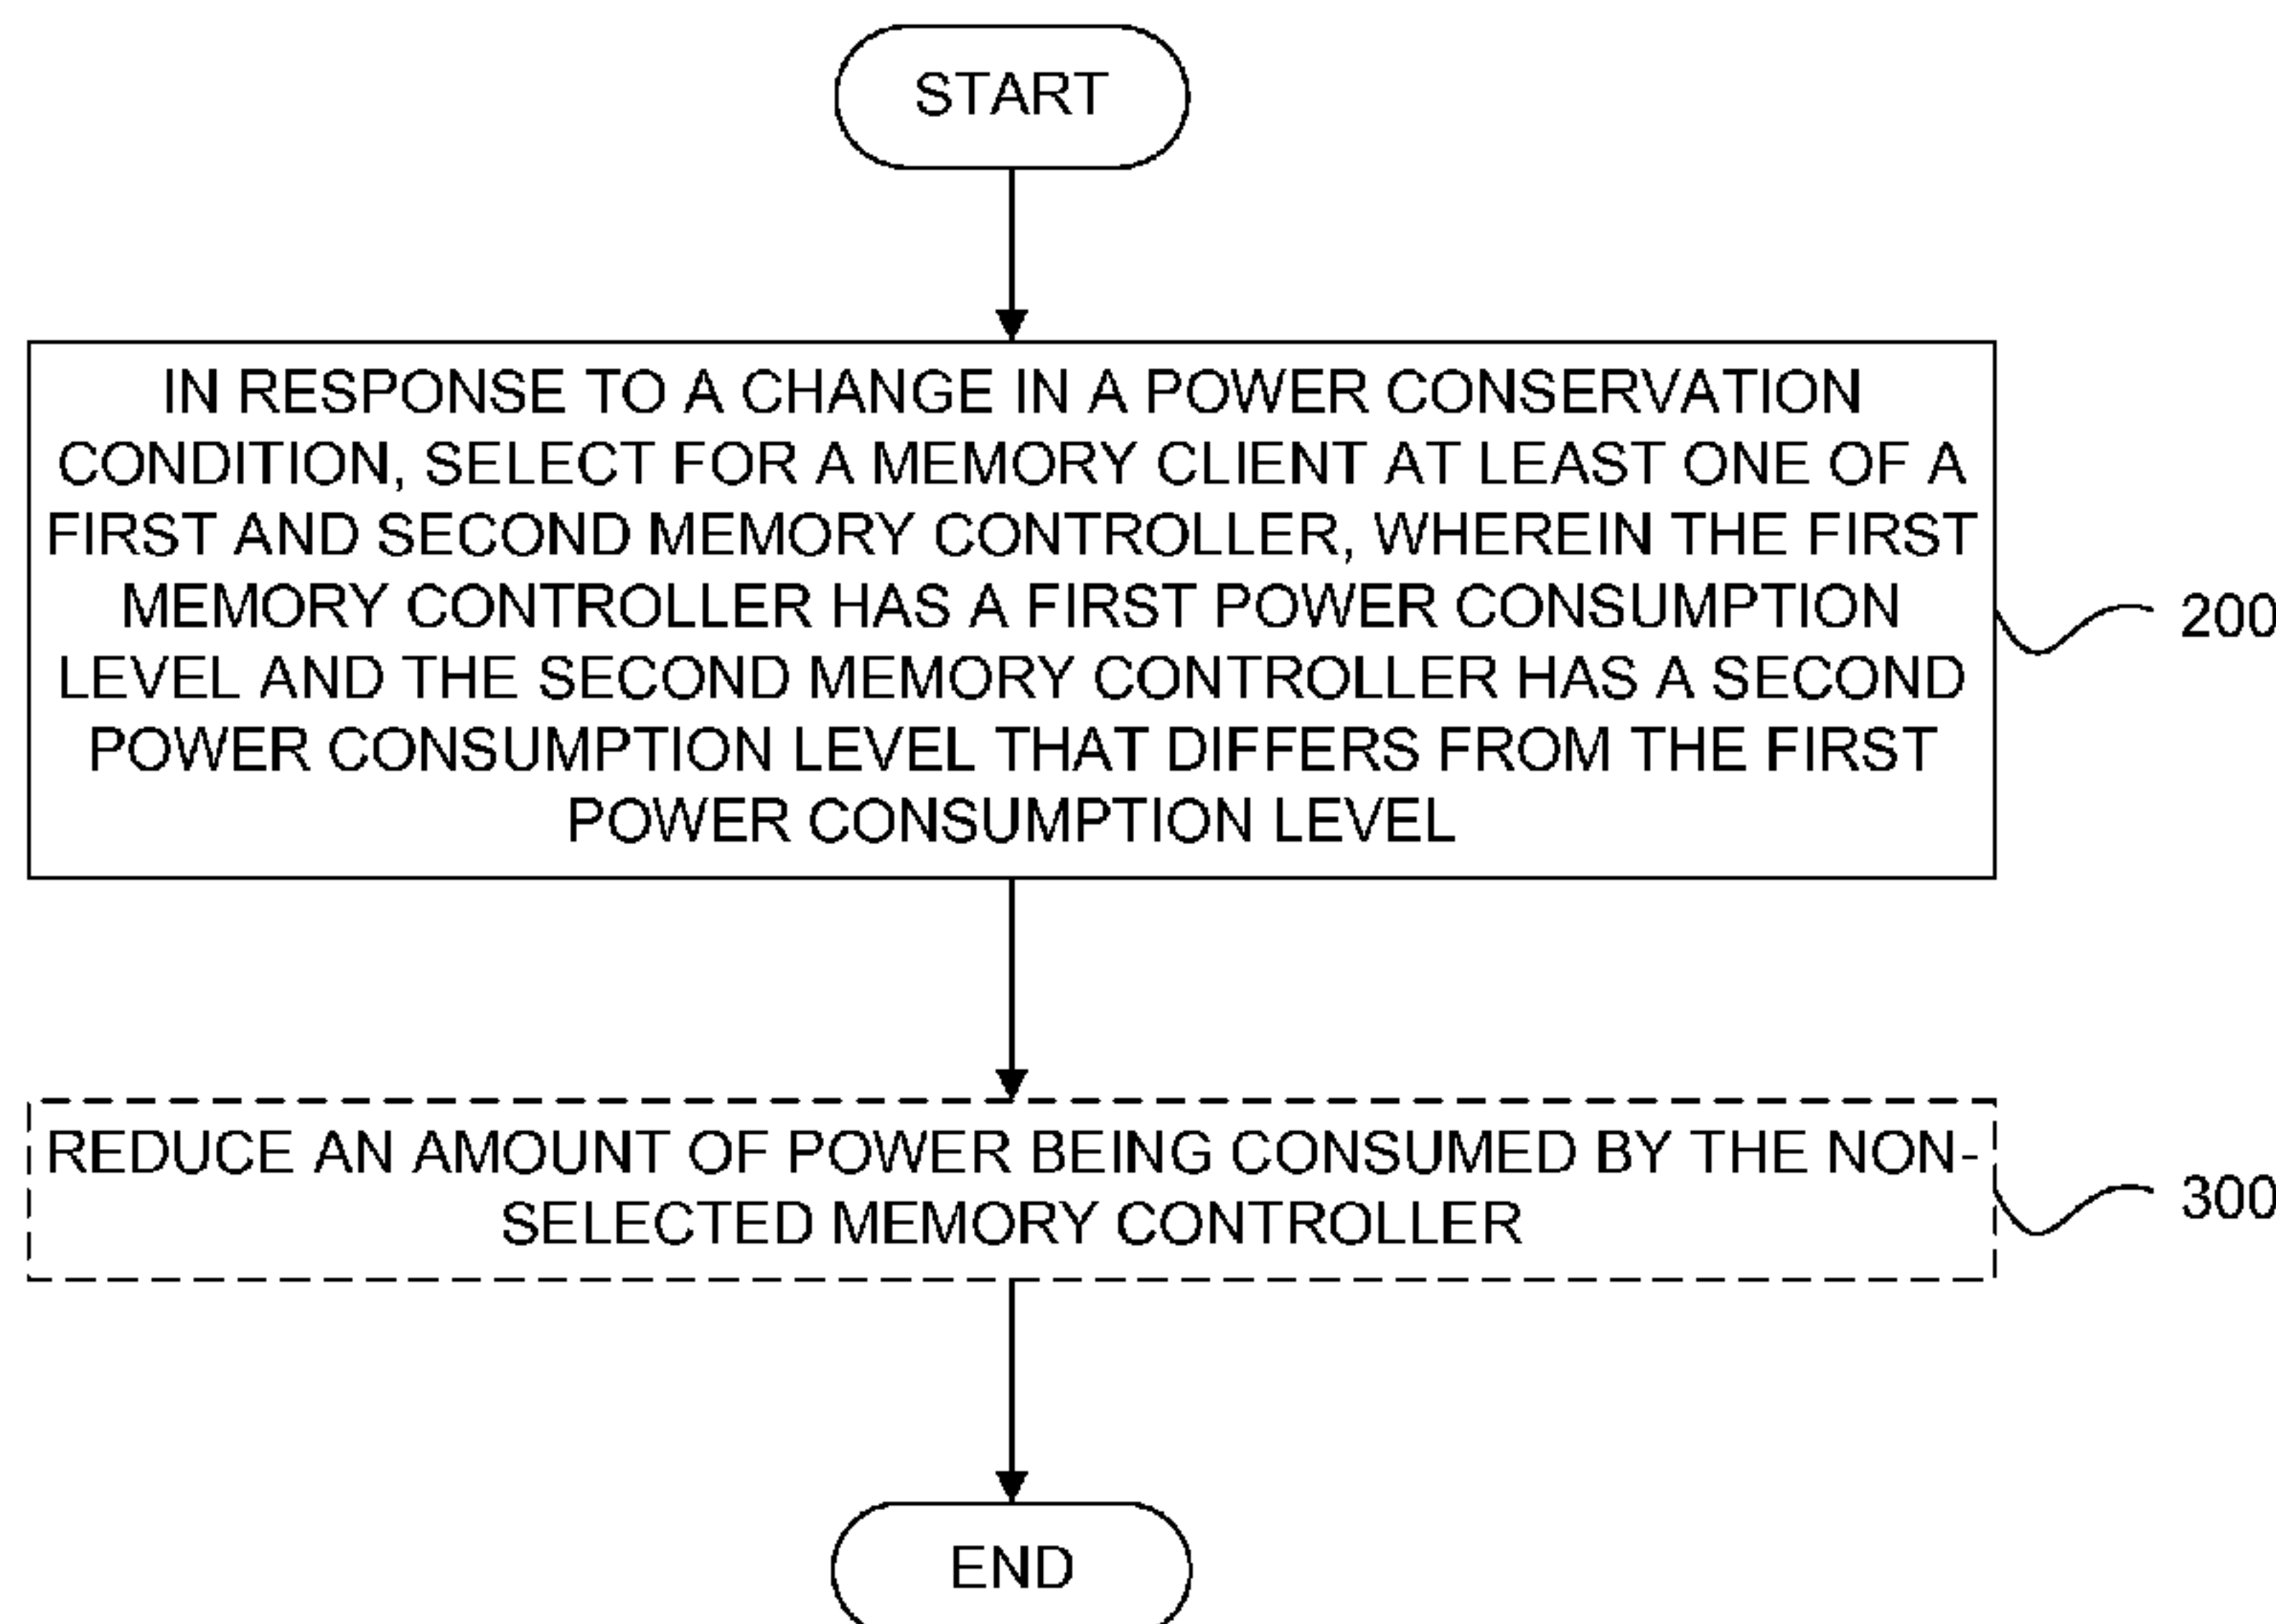 START
IN RESPONSE TO A CHANGE IN A POWER CONSERVATION
CONDITION, SELECT FOR A MEMORY CLIENT AT LEAST ONE OF A
FIRST AND SECOND MEMORY CONTROLLER, WHEREIN THE FIRST
MEMORY CONTROLLER HAS A FIRST POWER CONSUMPTION
LEVEL AND THE SECOND MEMORY CONTROLLER HAS A SECOND
POWER CONSUMPTION LEVEL THAT DIFFERS FROM THE FIRST
POWER CONSUMPTION LEVEL
200
REDUCE AN AMOUNT OF POWER BEING CONSUMED BY THE NON-
SELECTED MEMORY CONTROLLER
300
END